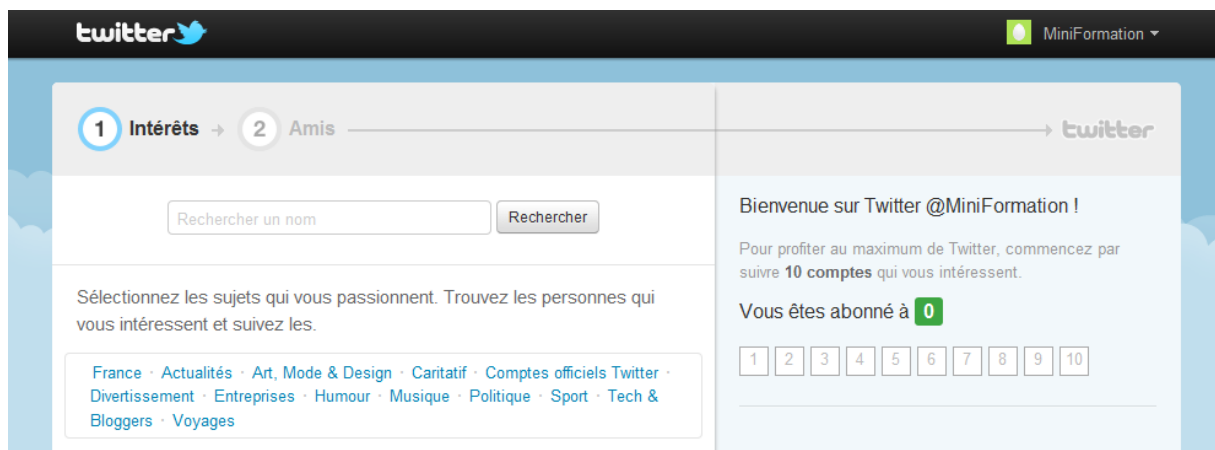 twitter
MiniFormation
1 Intérêts 2 Amis
twitter
Rechercher un nom
Rechercher
Sélectionnez les sujets qui vous passionnent. Trouvez les personnes qui
vous intéressent et suivez les.
France · Actualités · Art, Mode & Design · Caritatif · Comptes officiels Twitter ·
Divertissement · Entreprises · Humour · Musique · Politique · Sport · Tech &
Bloggers · Voyages
Bienvenue sur Twitter @MiniFormation !
Pour profiter au maximum de Twitter, commencez par
suivre 10 comptes qui vous intéressent.
Vous êtes abonné à 0
1 2 3 4 5 6 7 8 9 10